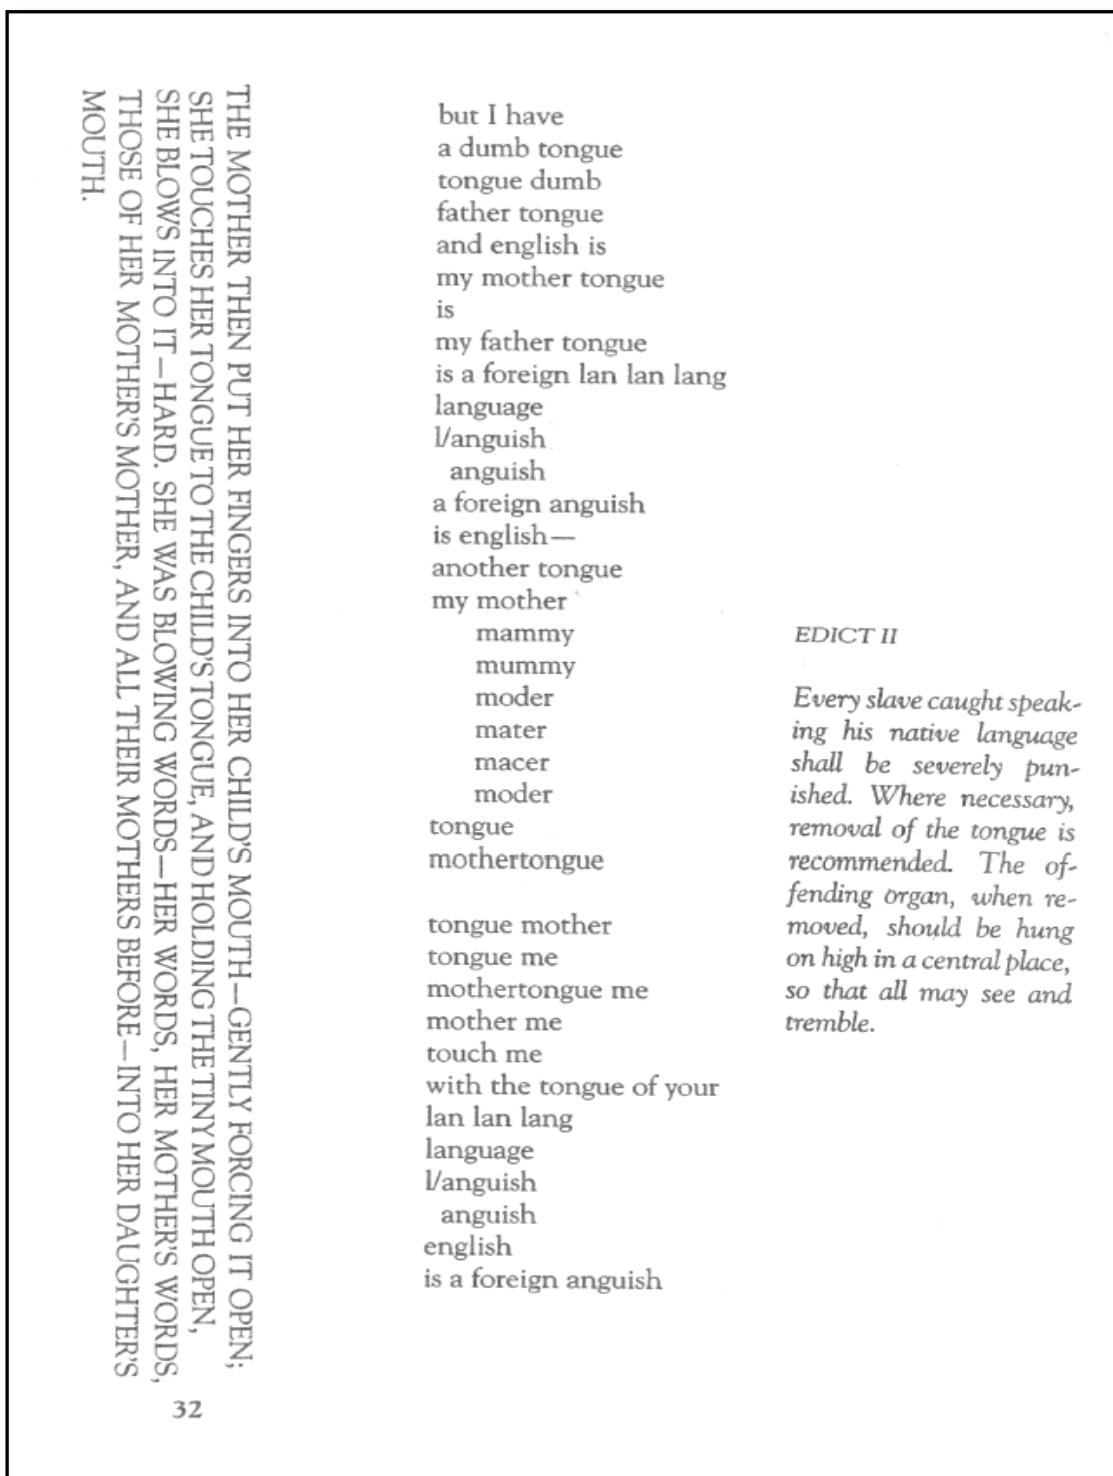 THE MOTHER THEN PUT HER FINGERS INTO HER CHILD'S MOUTH—GENTLY FORCING IT OPEN;
SHE TOUCHES HER TONGUE TO THE CHILD'S TONGUE, AND HOLDING THE TINY MOUTH OPEN,
SHE BLOWS INTO IT—HARD. SHE WAS BLOWING WORDS—HER WORDS, HER MOTHER'S WORDS,
THOSE OF HER MOTHER'S MOTHER, AND ALL THEIR MOTHERS BEFORE—INTO HER DAUGHTER'S
MOUTH.
but I have
a dumb tongue
tongue dumb
father tongue
and english is
my mother tongue
is
my father tongue
is a foreign lan lan lang
language
l/anguish
anguish
a foreign anguish
is english—
another tongue
my mother
mammy
mummy
moder
mater
macer
moder
tongue
mothertongue
tongue mother
tongue me
mothertongue me
mother me
touch me
with the tongue of your
lan lan lang
language
l/anguish
anguish
english
is a foreign anguish
EDICT II
Every slave caught speak-
ing his native language
shall be severely pun-
ished. Where necessary,
removal of the tongue is
recommended. The of-
fending organ, when re-
moved, should be hung
on high in a central place,
so that all may see and
tremble.
32